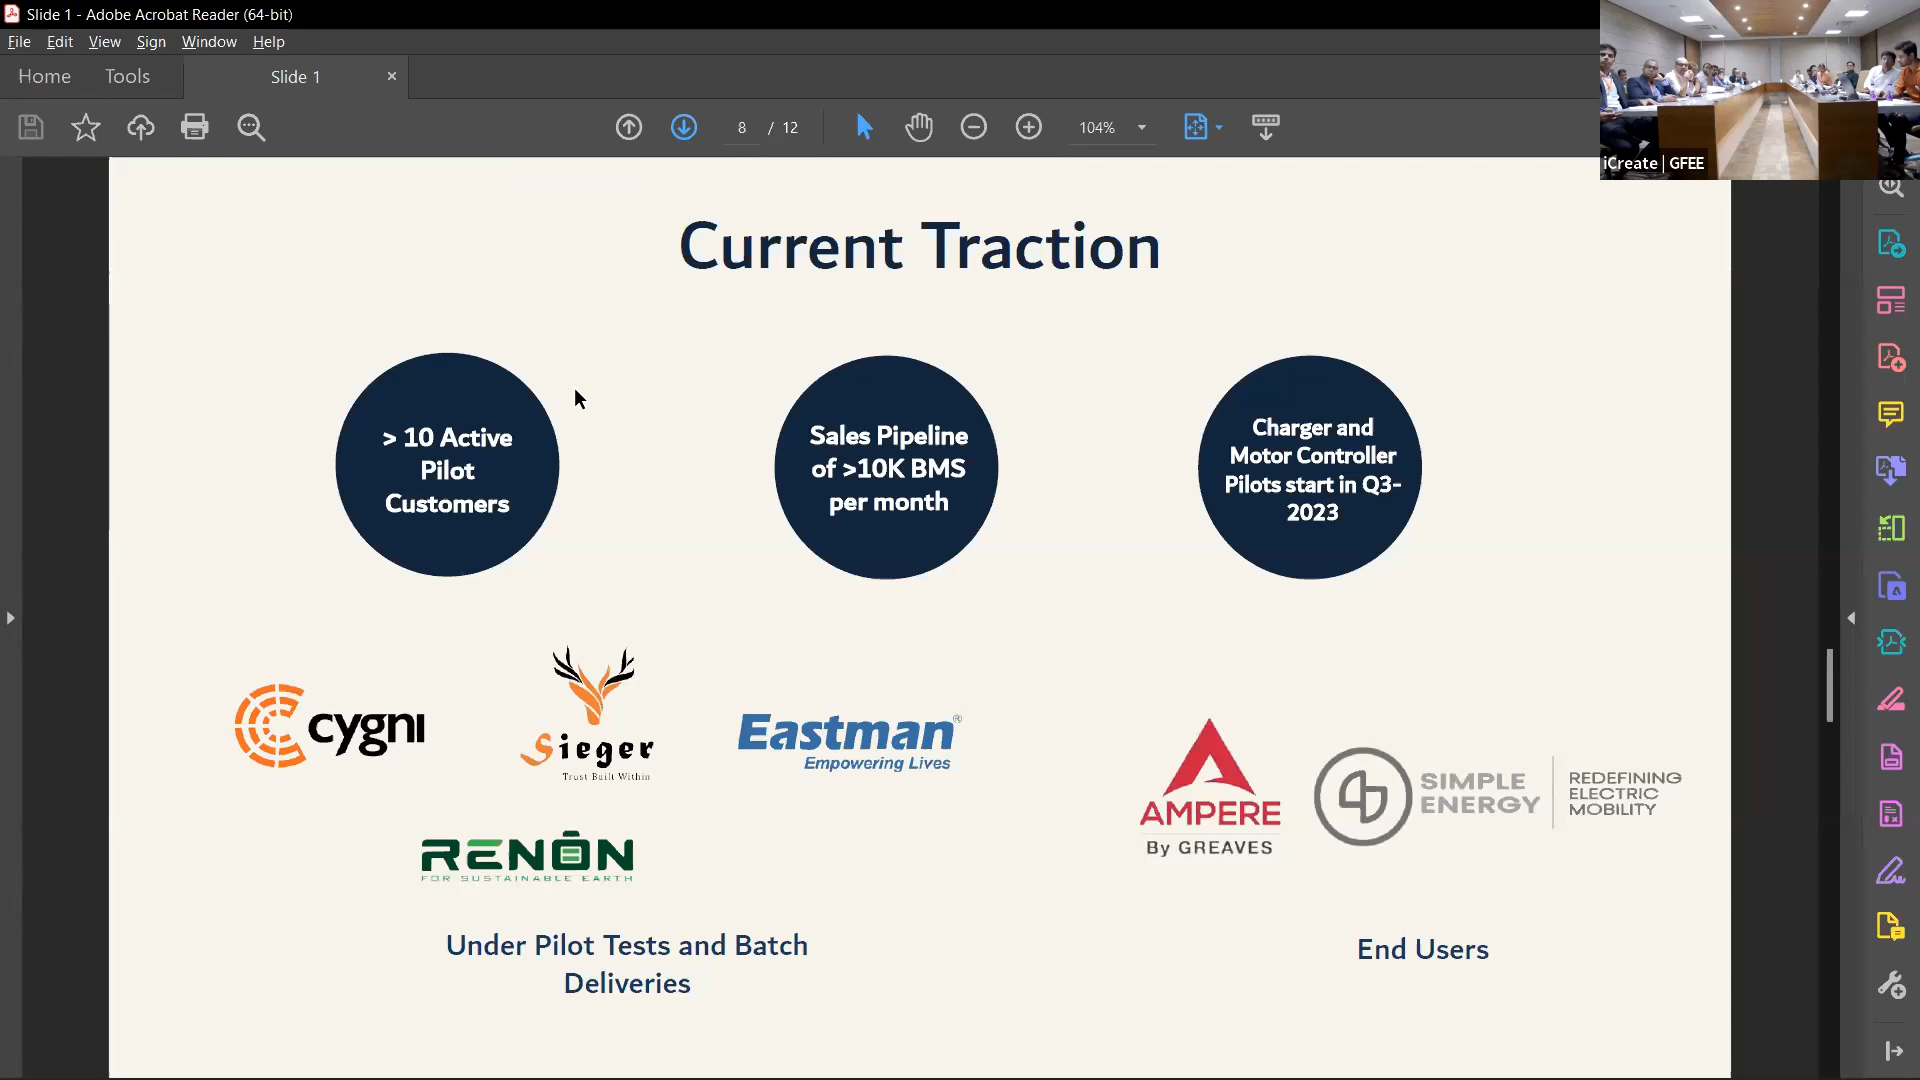 Slide 1 - Adobe Acrobat Reader (64-bit)
File Edit View Sign Window Help
Home Tools Slide 1 ×
8 / 12 104%
iCreate | GFEE
Current Traction
> 10 Active
Pilot
Customers
Sales Pipeline
of >10K BMS
per month
Charger and
Motor Controller
Pilots start in Q3-
2023
cygni
Sieger
Trust Built Within
Eastman®
Empowering Lives
RENON
FOR SUSTAINABLE EARTH
AMPERE
By GREAVES
SIMPLE
ENERGY
REDEFINING
ELECTRIC
MOBILITY
Under Pilot Tests and Batch
Deliveries
End Users